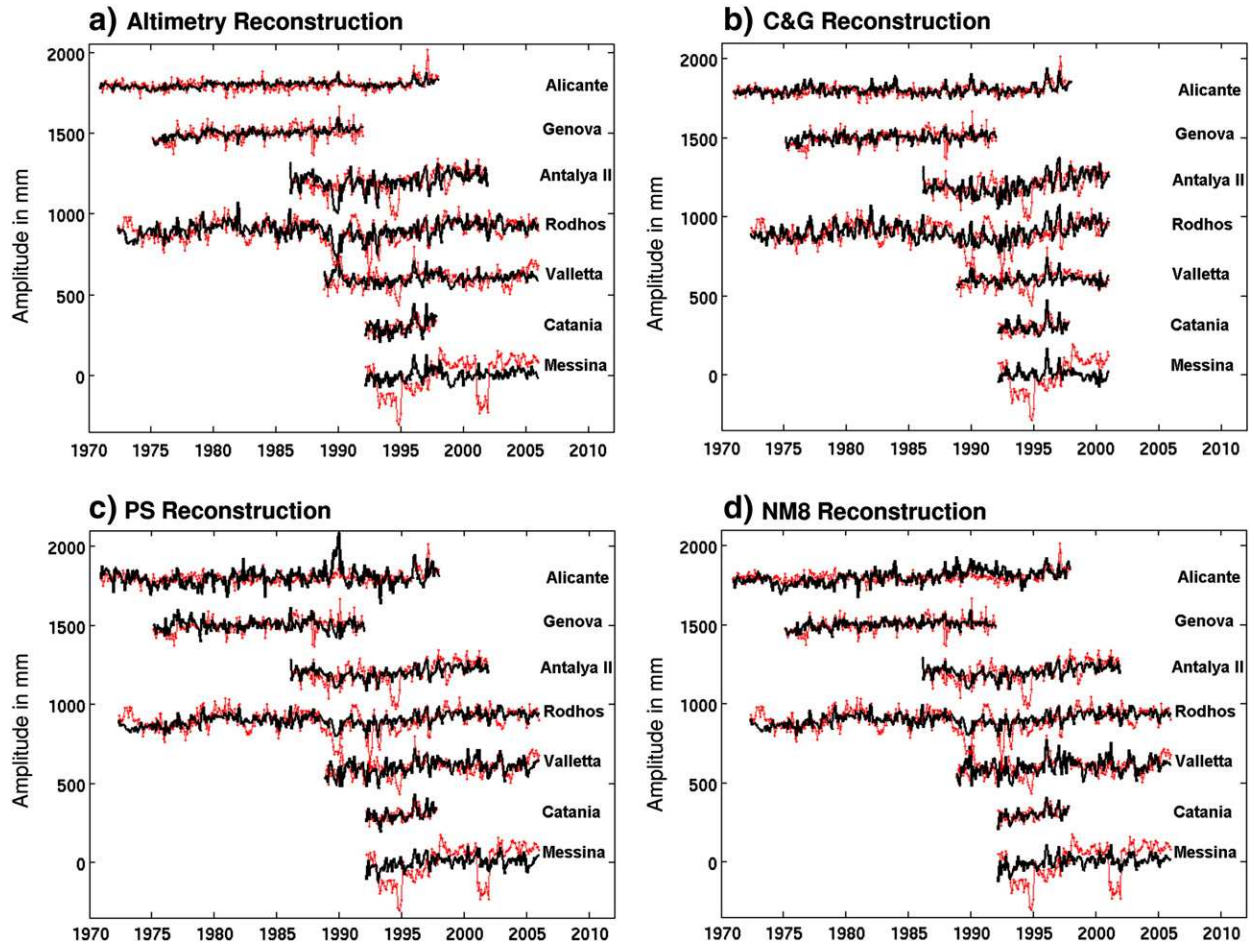 a) Altimetry Reconstruction
2000
1500
1000
500
0
Amplitude in mm
Alicante
Genova
Antalya II
Rodhos
Valletta
Catania
Messina
1970 1975 1980 1985 1990 1995 2000 2005 2010
b) C&G Reconstruction
2000
1500
1000
500
0
Amplitude in mm
Alicante
Genova
Antalya II
Rodhos
Valletta
Catania
Messina
1970 1975 1980 1985 1990 1995 2000 2005 2010
c) PS Reconstruction
2000
1500
1000
500
0
Amplitude in mm
Alicante
Genova
Antalya II
Rodhos
Valletta
Catania
Messina
1970 1975 1980 1985 1990 1995 2000 2005 2010
d) NM8 Reconstruction
2000
1500
1000
500
0
Amplitude in mm
Alicante
Genova
Antalya II
Rodhos
Valletta
Catania
Messina
1970 1975 1980 1985 1990 1995 2000 2005 2010